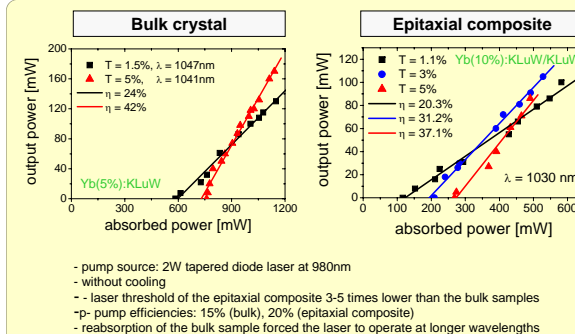 Bulk crystal
Epitaxial composite
output power [mW]
200
160
120
80
40
0
T = 1.5%, λ = 1047nm
T = 5%, λ = 1041nm
η = 24%
η = 42%
Yb(5%):KLuW
0 300 600 900 1200
absorbed power [mW]
output power [mW]
120
100
80
60
40
20
0
Yb(10%):KLuW/KLuW
T = 1.1%
T = 3%
T = 5%
η = 20.3%
η = 31.2%
η = 37.1%
λ = 1030 nm
0 100 200 300 400 500 600
absorbed power [mW]
- pump source: 2W tapered diode laser at 980nm
- without cooling
- - laser threshold of the epitaxial composite 3-5 times lower than the bulk samples
-p- pump efficiencies: 15% (bulk), 20% (epitaxial composite)
- reabsorption of the bulk sample forced the laser to operate at longer wavelengths